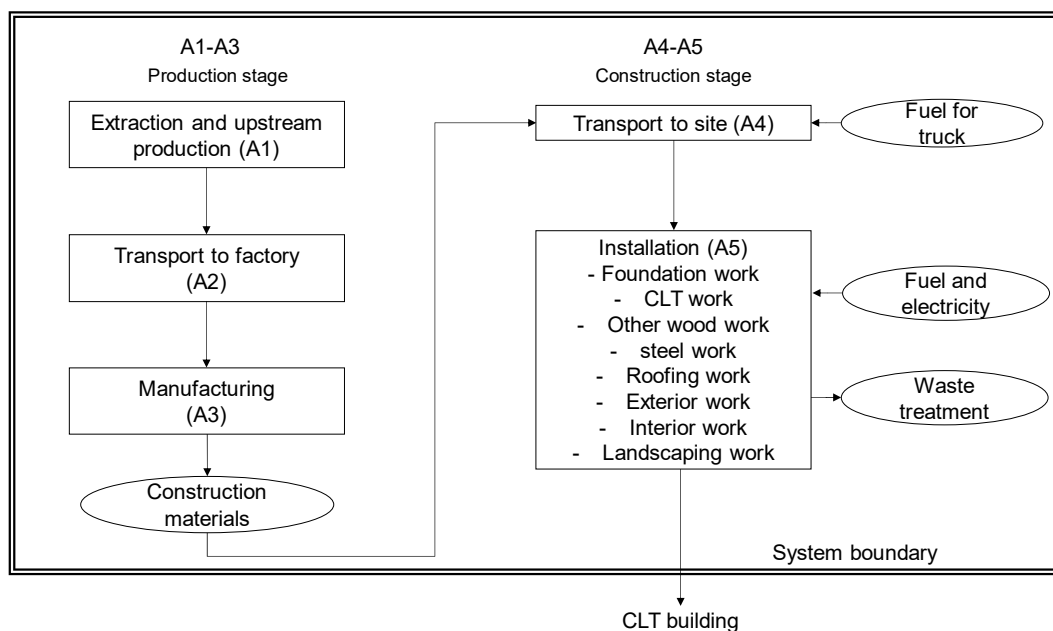 A1-A3
Production stage
Extraction and upstream
production (A1)
Transport to factory
(A2)
Manufacturing
(A3)
Construction
materials
A4-A5
Construction stage
Transport to site (A4)
Fuel for
truck
Installation (A5)
- Foundation work
- CLT work
- Other wood work
- steel work
- Roofing work
- Exterior work
- Interior work
- Landscaping work
Fuel and
electricity
Waste
treatment
System boundary
CLT building